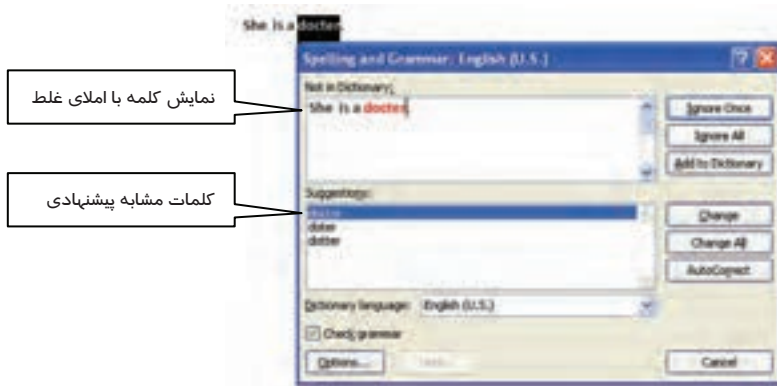 She is a docter.
Spelling and Grammar: English (U.S.)
Not in Dictionary:
She is a docter.
Ignore Once
Ignore All
Add to Dictionary
نمایش کلمه با املای غلط
Suggestions:
doctor
doter
dotter
Change
Change All
AutoCorrect
کلمات مشابه پیشنهادی
Dictionary language: English (U.S.)
Check grammar
Options...
Cancel